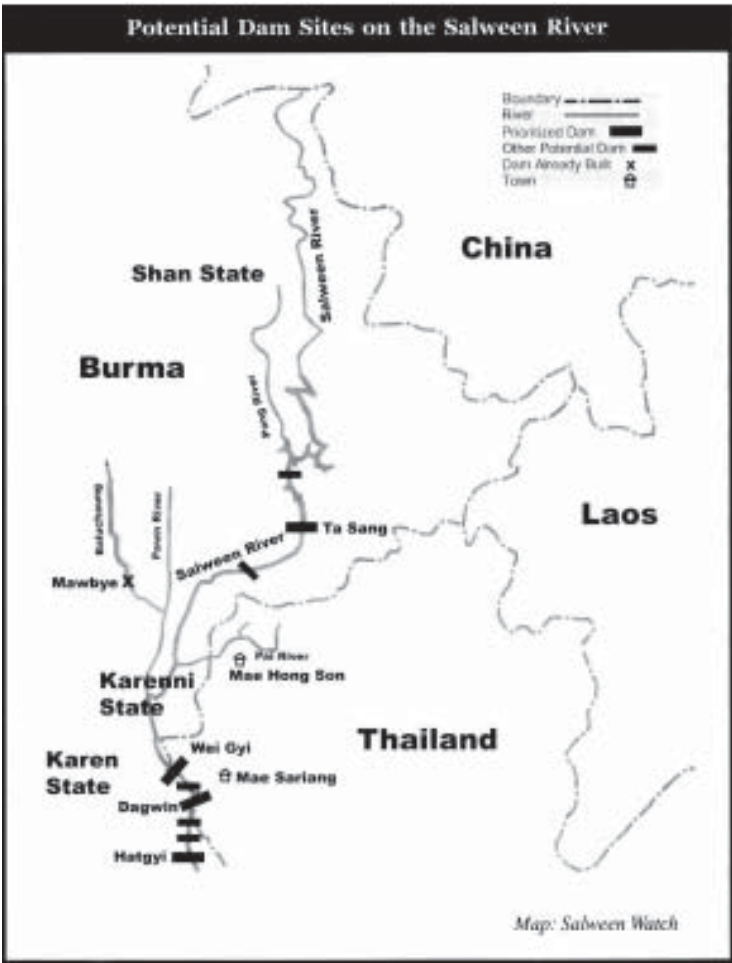 Potential Dam Sites on the Salween River
Boundary
River
Prioritized Dam
Other Potential Dam
Dam Already Built X
Town
China
Shan State
Salween River
Burma
Pang River
Laos
Baluchaung
Pawn River
Ta Sang
Salween River
Mawbye X
Pai River
Mae Hong Son
Karenni
State
Thailand
Wei Gyi
Karen
State
Mae Sariang
Dagwin
Hatgyi
Map: Salween Watch